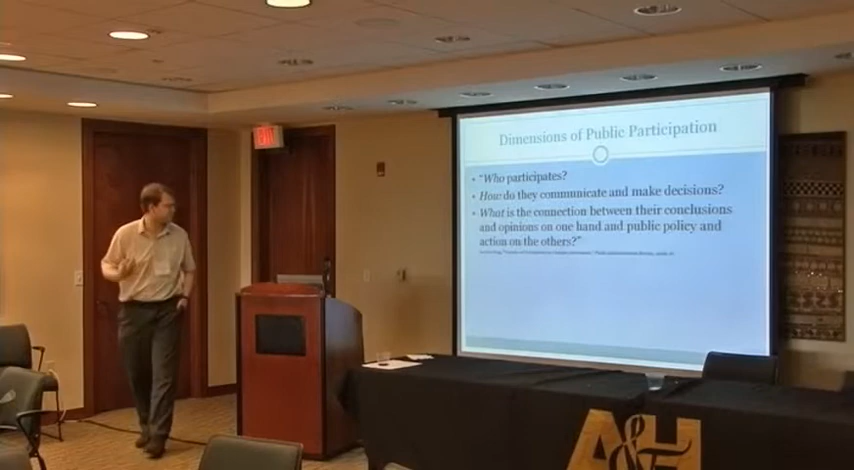 EXIT
Dimensions of Public Participation
"Who participates?
How do they communicate and make decisions?
What is the connection between their conclusions
and opinions on one hand and public policy and
action on the others?"
A&H